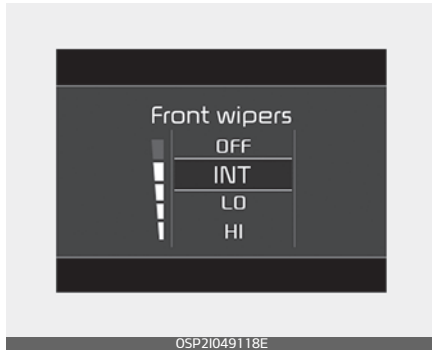 Front wipers
OFF
INT
LO
HI
OSP2I049118E